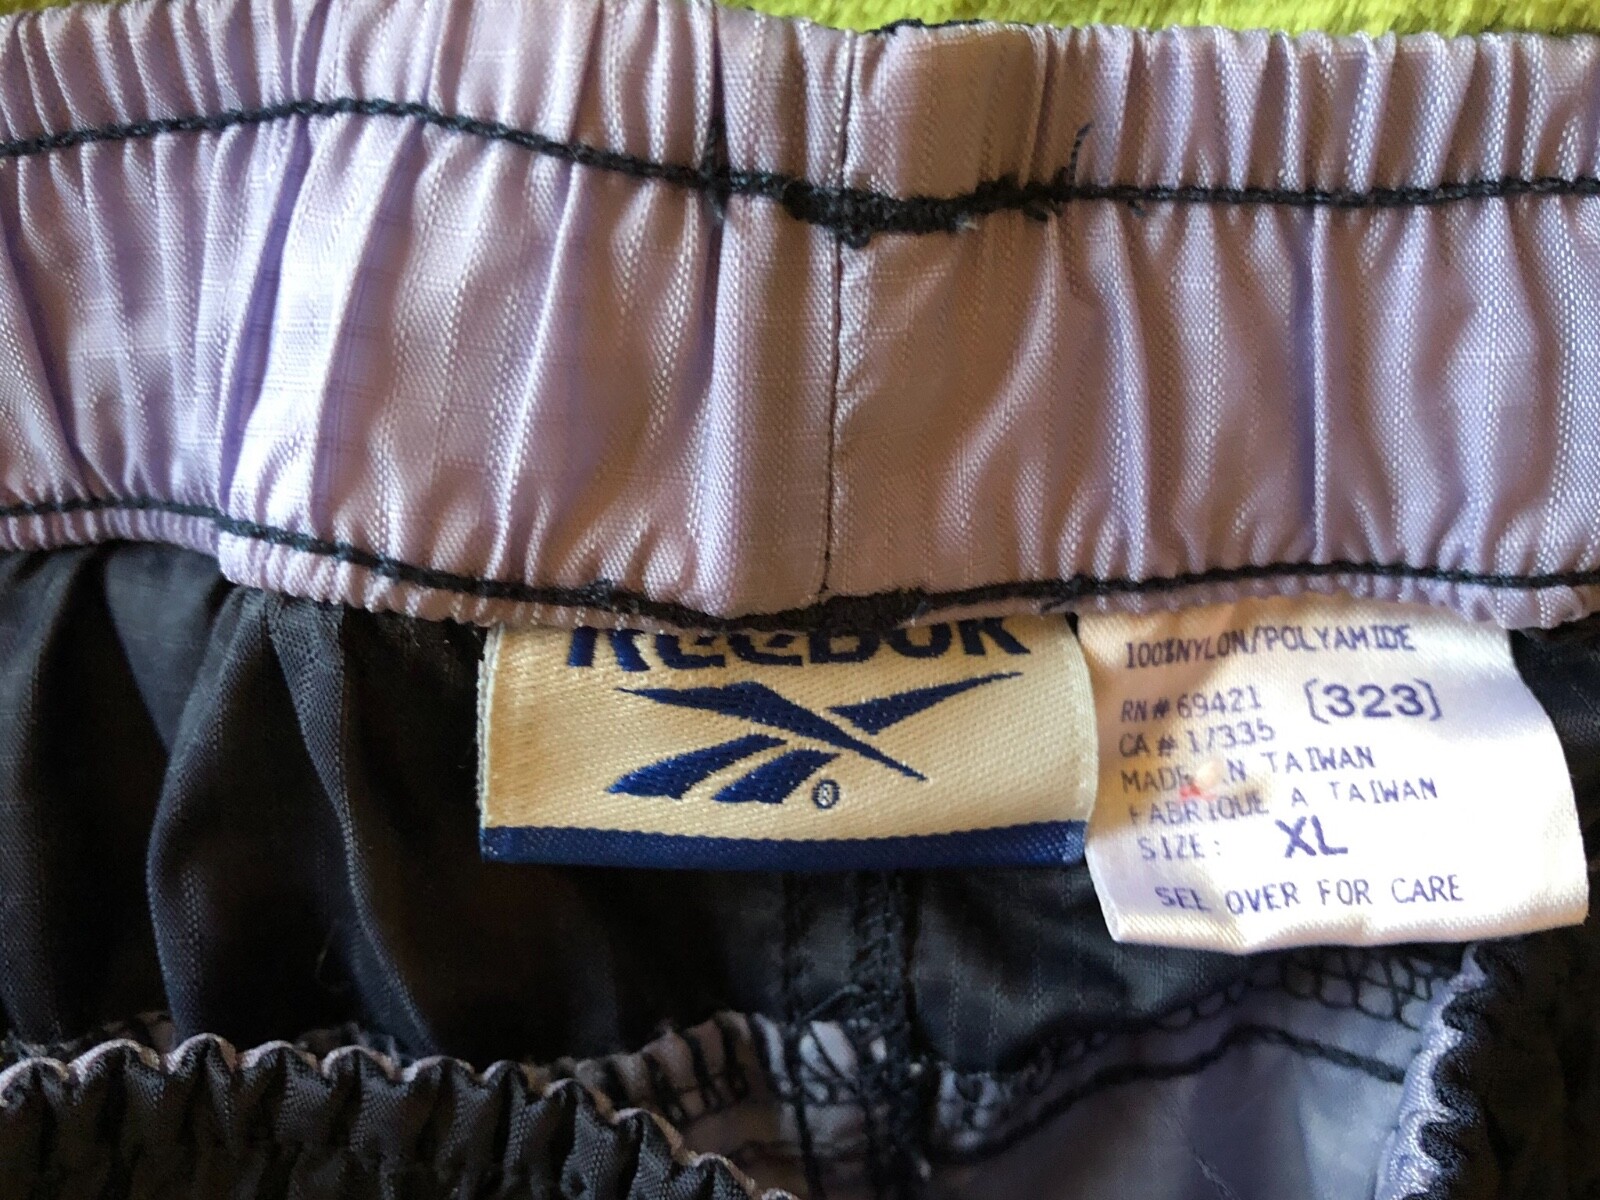 Reebok
®
100%NYLON/POLYAMIDE
RN# 69421 [323]
CA # 17335
MADE IN TAIWAN
FABRIQUE A TAIWAN
SIZE: XL
SEE OVER FOR CARE